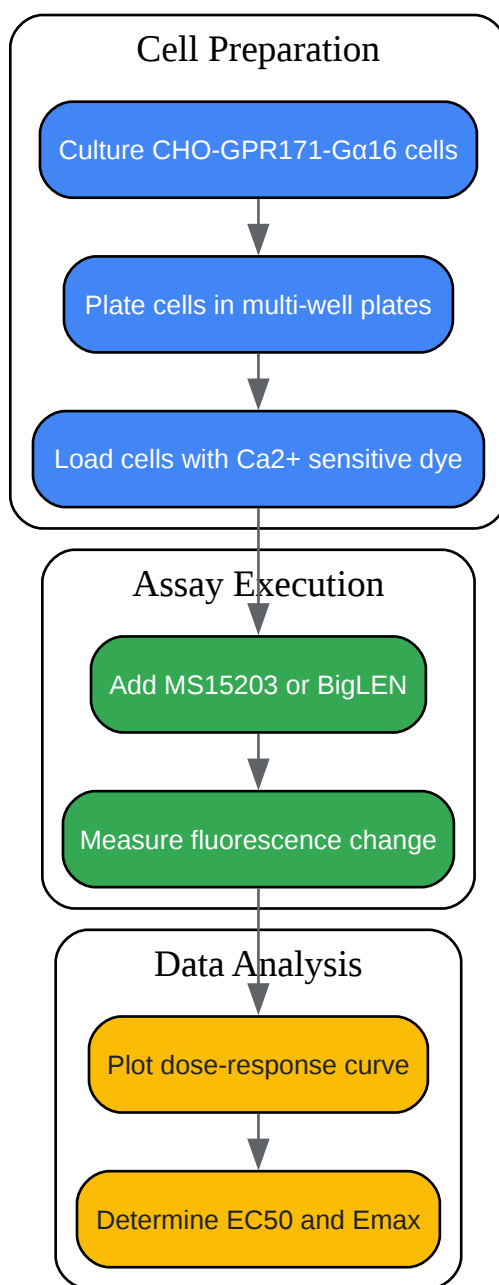 Cell Preparation
Culture CHO-GPR171-Gα16 cells
Plate cells in multi-well plates
Load cells with Ca2+ sensitive dye
Assay Execution
Add MS15203 or BigLEN
Measure fluorescence change
Data Analysis
Plot dose-response curve
Determine EC50 and Emax